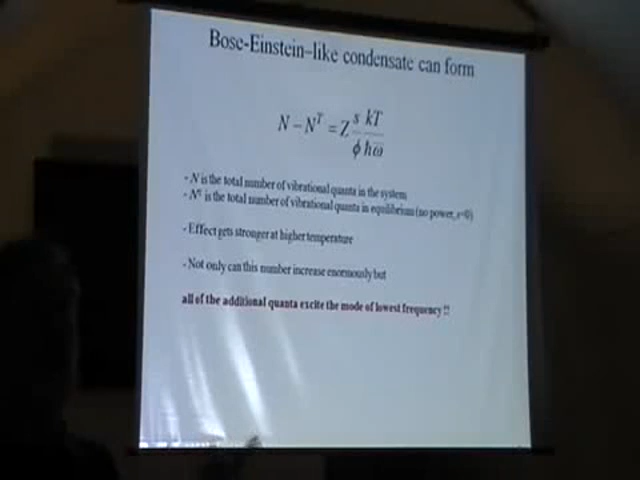 Bose-Einstein–like condensate can form
N − N^T = Z s/ϕ kT/ħω̅
- N is the total number of vibrational quanta in the system
- N^T is the total number of vibrational quanta in equilibrium (no power, s=0)
- Effect gets stronger at higher temperature
- Not only can this number increase enormously but
all of the additional quanta excite the mode of lowest frequency !!